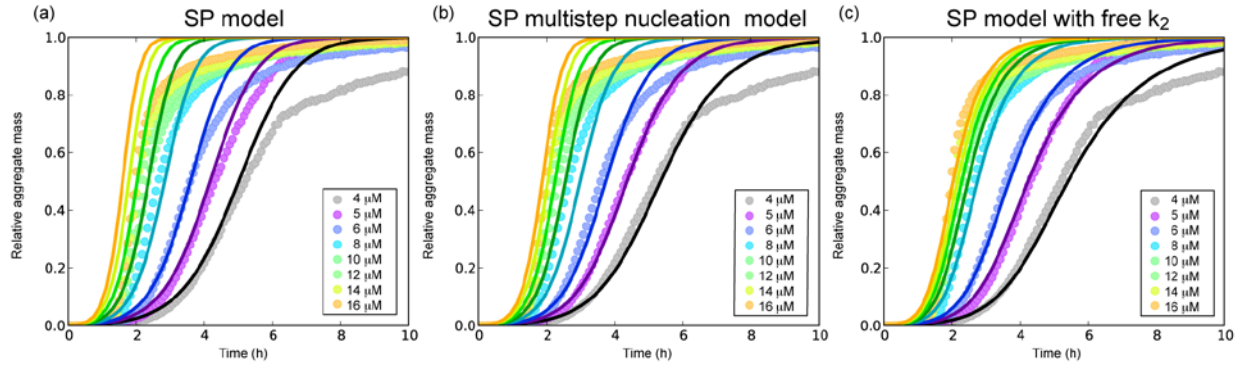 (a) SP model
Relative aggregate mass
1.0
0.8
0.6
0.4
0.2
0.0
0 2 4 6 8 10
Time (h)
4 μM
5 μM
6 μM
8 μM
10 μM
12 μM
14 μM
16 μM
(b) SP multistep nucleation model
Relative aggregate mass
1.0
0.8
0.6
0.4
0.2
0.0
0 2 4 6 8 10
Time (h)
4 μM
5 μM
6 μM
8 μM
10 μM
12 μM
14 μM
16 μM
(c) SP model with free k₂
Relative aggregate mass
1.0
0.8
0.6
0.4
0.2
0.0
0 2 4 6 8 10
Time (h)
4 μM
5 μM
6 μM
8 μM
10 μM
12 μM
14 μM
16 μM